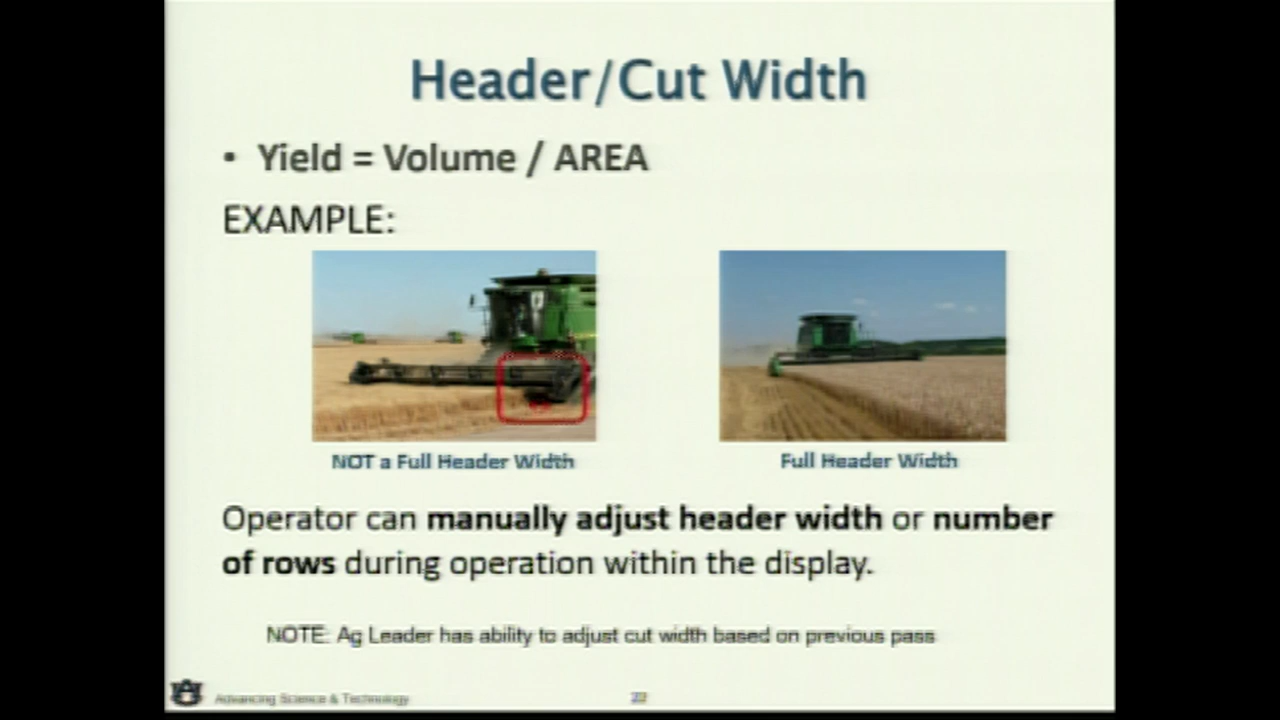 Header/Cut Width
• Yield = Volume / AREA
EXAMPLE:
NOT a Full Header Width
Full Header Width
Operator can manually adjust header width or number
of rows during operation within the display.
NOTE: Ag Leader has ability to adjust cut width based on previous pass
Advancing Science & Technology